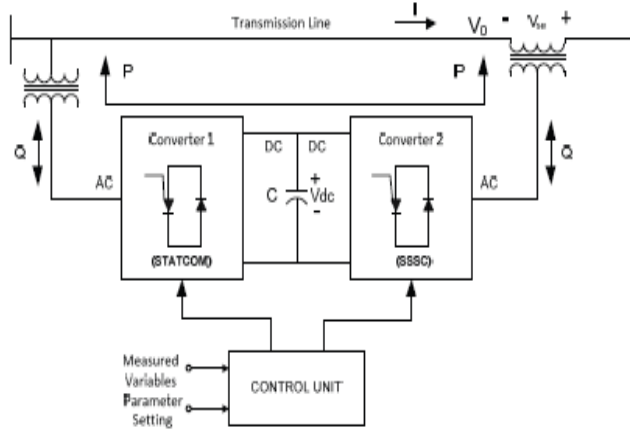 Transmission Line
I
V0
- Vse +
P
P
Q
Q
Converter 1
Converter 2
DC
DC
AC
AC
C
+
Vdc
-
(STATCOM)
(SSSC)
Measured
Variables
Parameter
Setting
CONTROL UNIT